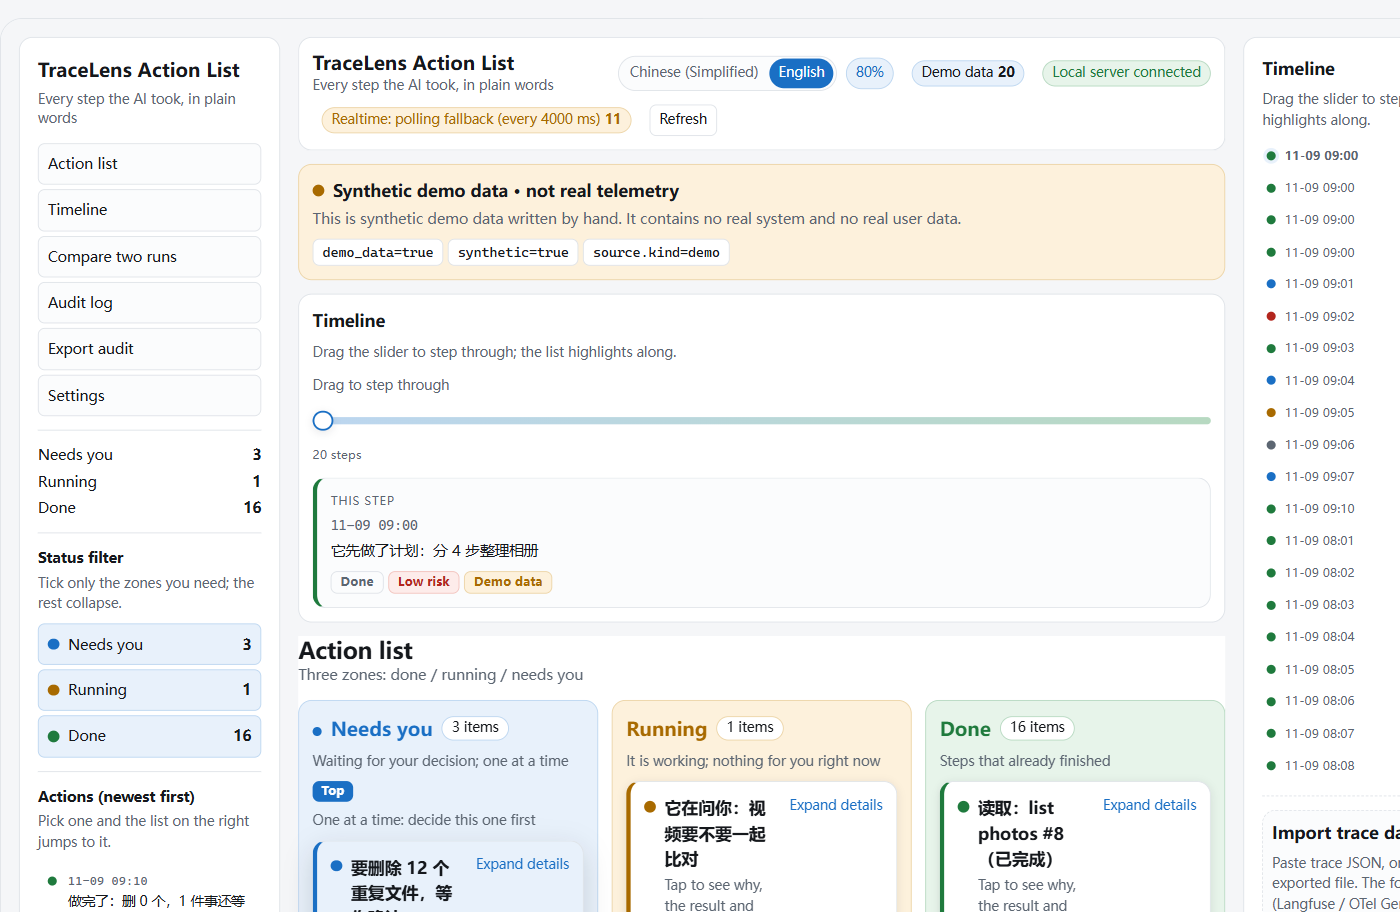 TraceLens Action List
Every step the AI took, in plain
words
Action list
Timeline
Compare two runs
Audit log
Export audit
Settings
Needs you 3
Running 1
Done 16
Status filter
Tick only the zones you need; the
rest collapse.
Needs you 3
Running 1
Done 16
Actions (newest first)
Pick one and the list on the right
jumps to it.
11-09 09:10
做完了：删 0 个，1 件事还等
TraceLens Action List
Every step the AI took, in plain words
Chinese (Simplified) English 80% Demo data 20 Local server connected
Realtime: polling fallback (every 4000 ms) 11 Refresh
Synthetic demo data • not real telemetry
This is synthetic demo data written by hand. It contains no real system and no real user data.
demo_data=true synthetic=true source.kind=demo
Timeline
Drag the slider to step through; the list highlights along.
Drag to step through
20 steps
THIS STEP
11-09 09:00
它先做了计划：分 4 步整理相册
Done Low risk Demo data
Action list
Three zones: done / running / needs you
Needs you 3 items
Waiting for your decision; one at a time
Top
One at a time: decide this one first
要删除 12 个
重复文件，等
Expand details
Running 1 items
It is working; nothing for you right now
它在问你：视
频要不要一起
比对
Expand details
Tap to see why,
the result and
Done 16 items
Steps that already finished
读取：list
photos #8
（已完成）
Expand details
Tap to see why,
the result and
Timeline
Drag the slider to ste
highlights along.
11-09 09:00
11-09 09:00
11-09 09:00
11-09 09:00
11-09 09:01
11-09 09:02
11-09 09:03
11-09 09:04
11-09 09:05
11-09 09:06
11-09 09:07
11-09 09:10
11-09 08:01
11-09 08:02
11-09 08:03
11-09 08:04
11-09 08:05
11-09 08:06
11-09 08:07
11-09 08:08
Import trace da
Paste trace JSON, or
exported file. The fo
(Langfuse / OTel Ge